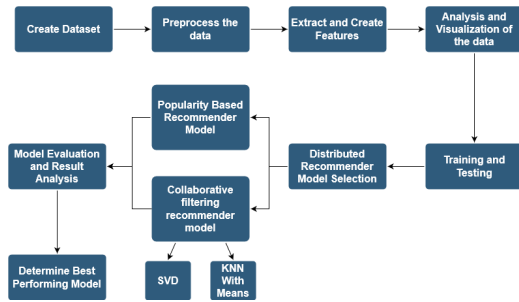 Create Dataset
Preprocess the
data
Extract and Create
Features
Analysis and
Visualization of
the data
Training and
Testing
Distributed
Recommender
Model Selection
Popularity Based
Recommender
Model
Collaborative
filtering
recommender
model
SVD
KNN
With
Means
Model Evaluation
and Result
Analysis
Determine Best
Performing Model